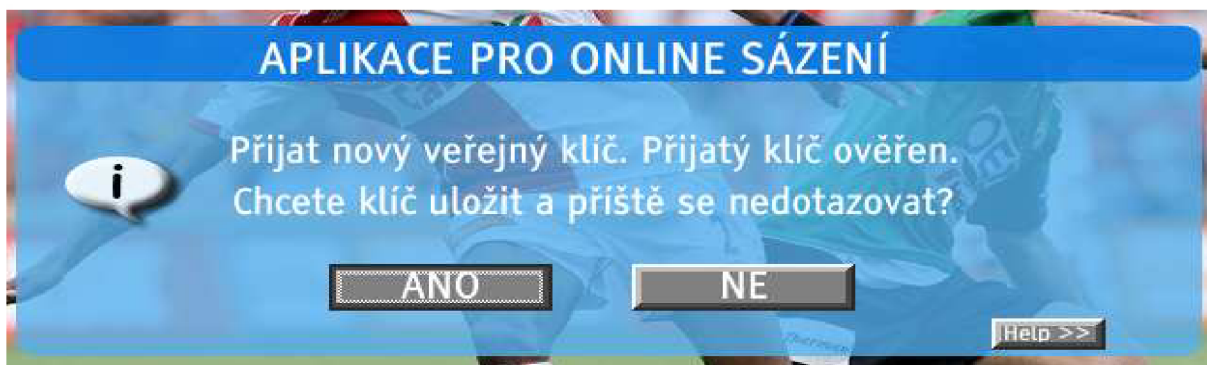 APLIKACE PRO ONLINE SÁZENÍ
Přijat nový veřejný klíč. Přijatý klíč ověřen.
Chcete klíč uložit a příště se nedotazovat?
ANO NE
Help >>